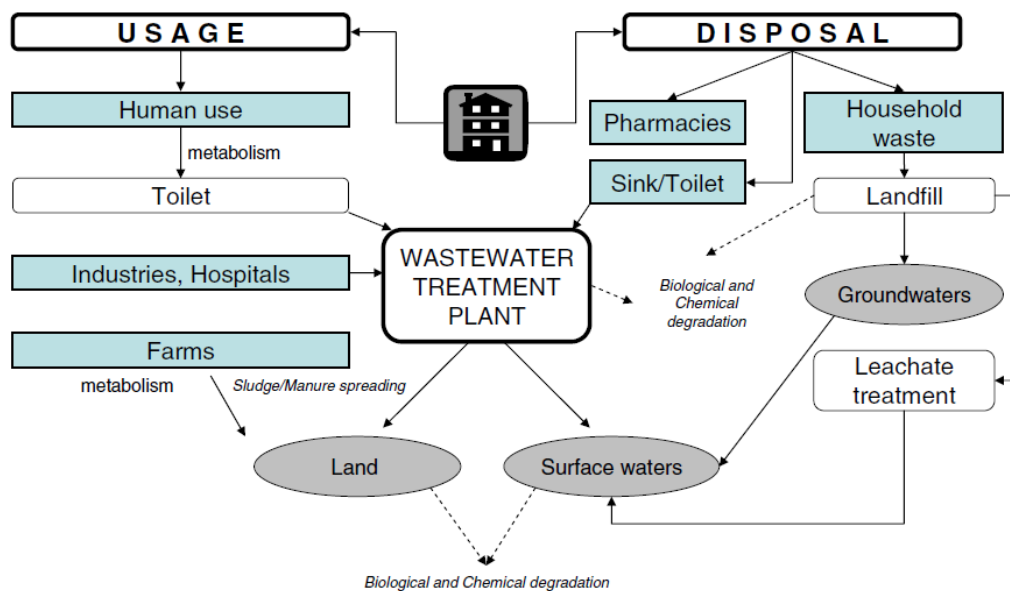 USAGE
DISPOSAL
Human use
Pharmacies
Household
waste
metabolism
Sink/Toilet
Toilet
Landfill
WASTEWATER
TREATMENT
PLANT
Industries, Hospitals
Biological and
Chemical
degradation
Groundwaters
Farms
metabolism
Sludge/Manure spreading
Leachate
treatment
Land
Surface waters
Biological and Chemical degradation